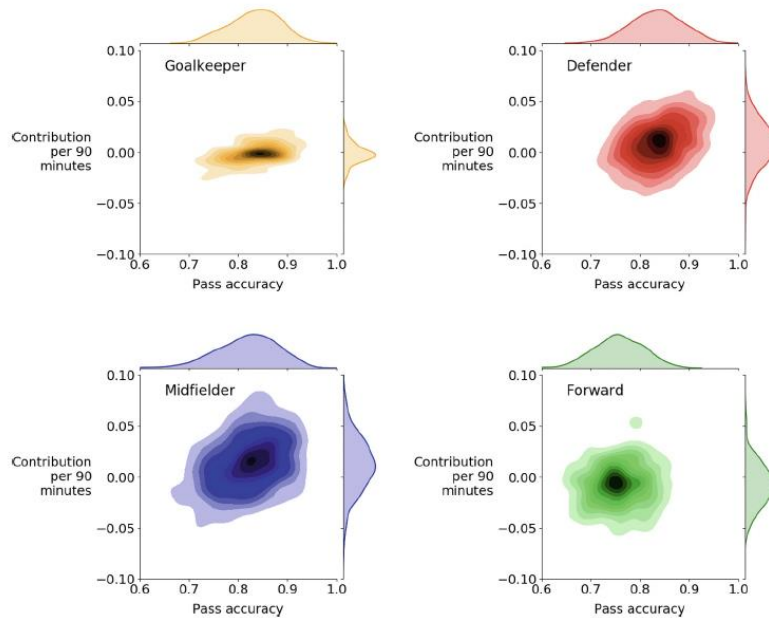 Goalkeeper
Contribution
per 90
minutes
0.10
0.05
0.00
−0.05
−0.10
0.6 0.7 0.8 0.9 1.0
Pass accuracy
Defender
Contribution
per 90
minutes
0.10
0.05
0.00
−0.05
−0.10
0.6 0.7 0.8 0.9 1.0
Pass accuracy
Midfielder
Contribution
per 90
minutes
0.10
0.05
0.00
−0.05
−0.10
0.6 0.7 0.8 0.9 1.0
Pass accuracy
Forward
Contribution
per 90
minutes
0.10
0.05
0.00
−0.05
−0.10
0.6 0.7 0.8 0.9 1.0
Pass accuracy